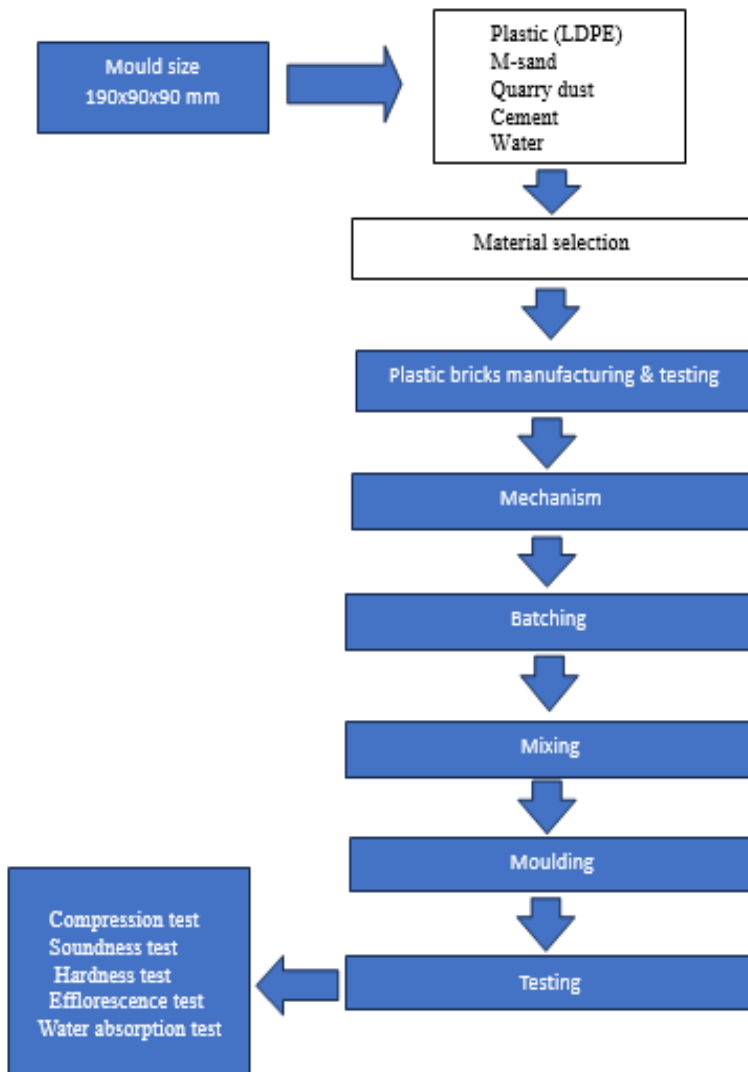 Mould size
190x90x90 mm
Plastic (LDPE)
M-sand
Quarry dust
Cement
Water
Material selection
Plastic bricks manufacturing & testing
Mechanism
Batching
Mixing
Moulding
Testing
Compression test
Soundness test
Hardness test
Efflorescence test
Water absorption test